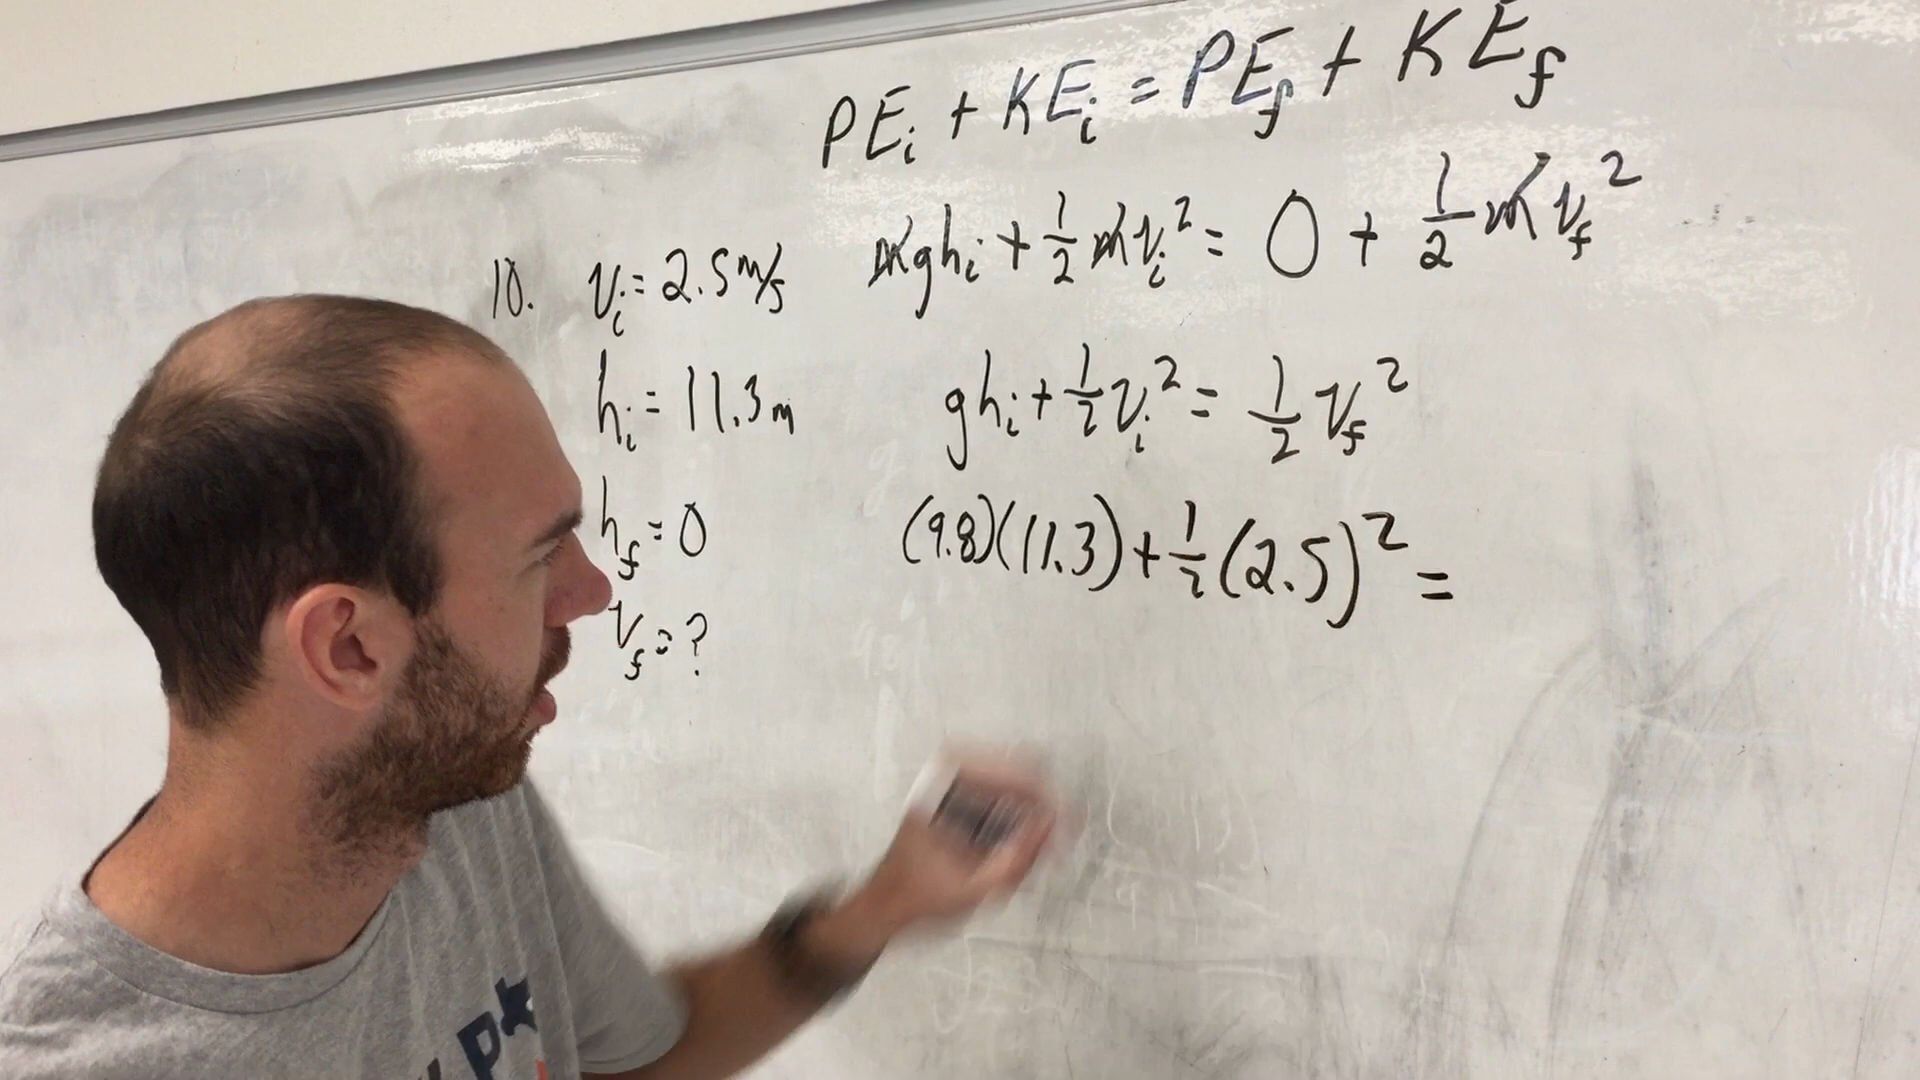 PEi + KEi = PEf + KEf
10. vi = 2.5 m/s
mghi + 1/2 mvi² = 0 + 1/2 mvf²
hi = 11.3 m
ghi + 1/2 vi² = 1/2 vf²
hf = 0
(9.8)(11.3) + 1/2 (2.5)² =
vf = ?